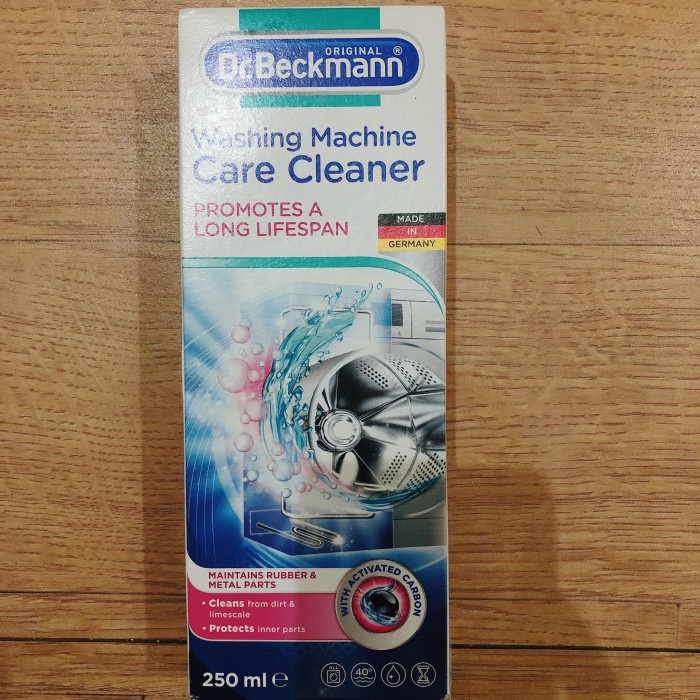 ORIGINAL
Dr.Beckmann®
Washing Machine
Care Cleaner
PROMOTES A
LONG LIFESPAN
MADE
IN
GERMANY
MAINTAINS RUBBER &
METAL PARTS
• Cleans from dirt &
limescale
• Protects inner parts
WITH ACTIVATED CARBON
250 ml ℮
ALL
40°